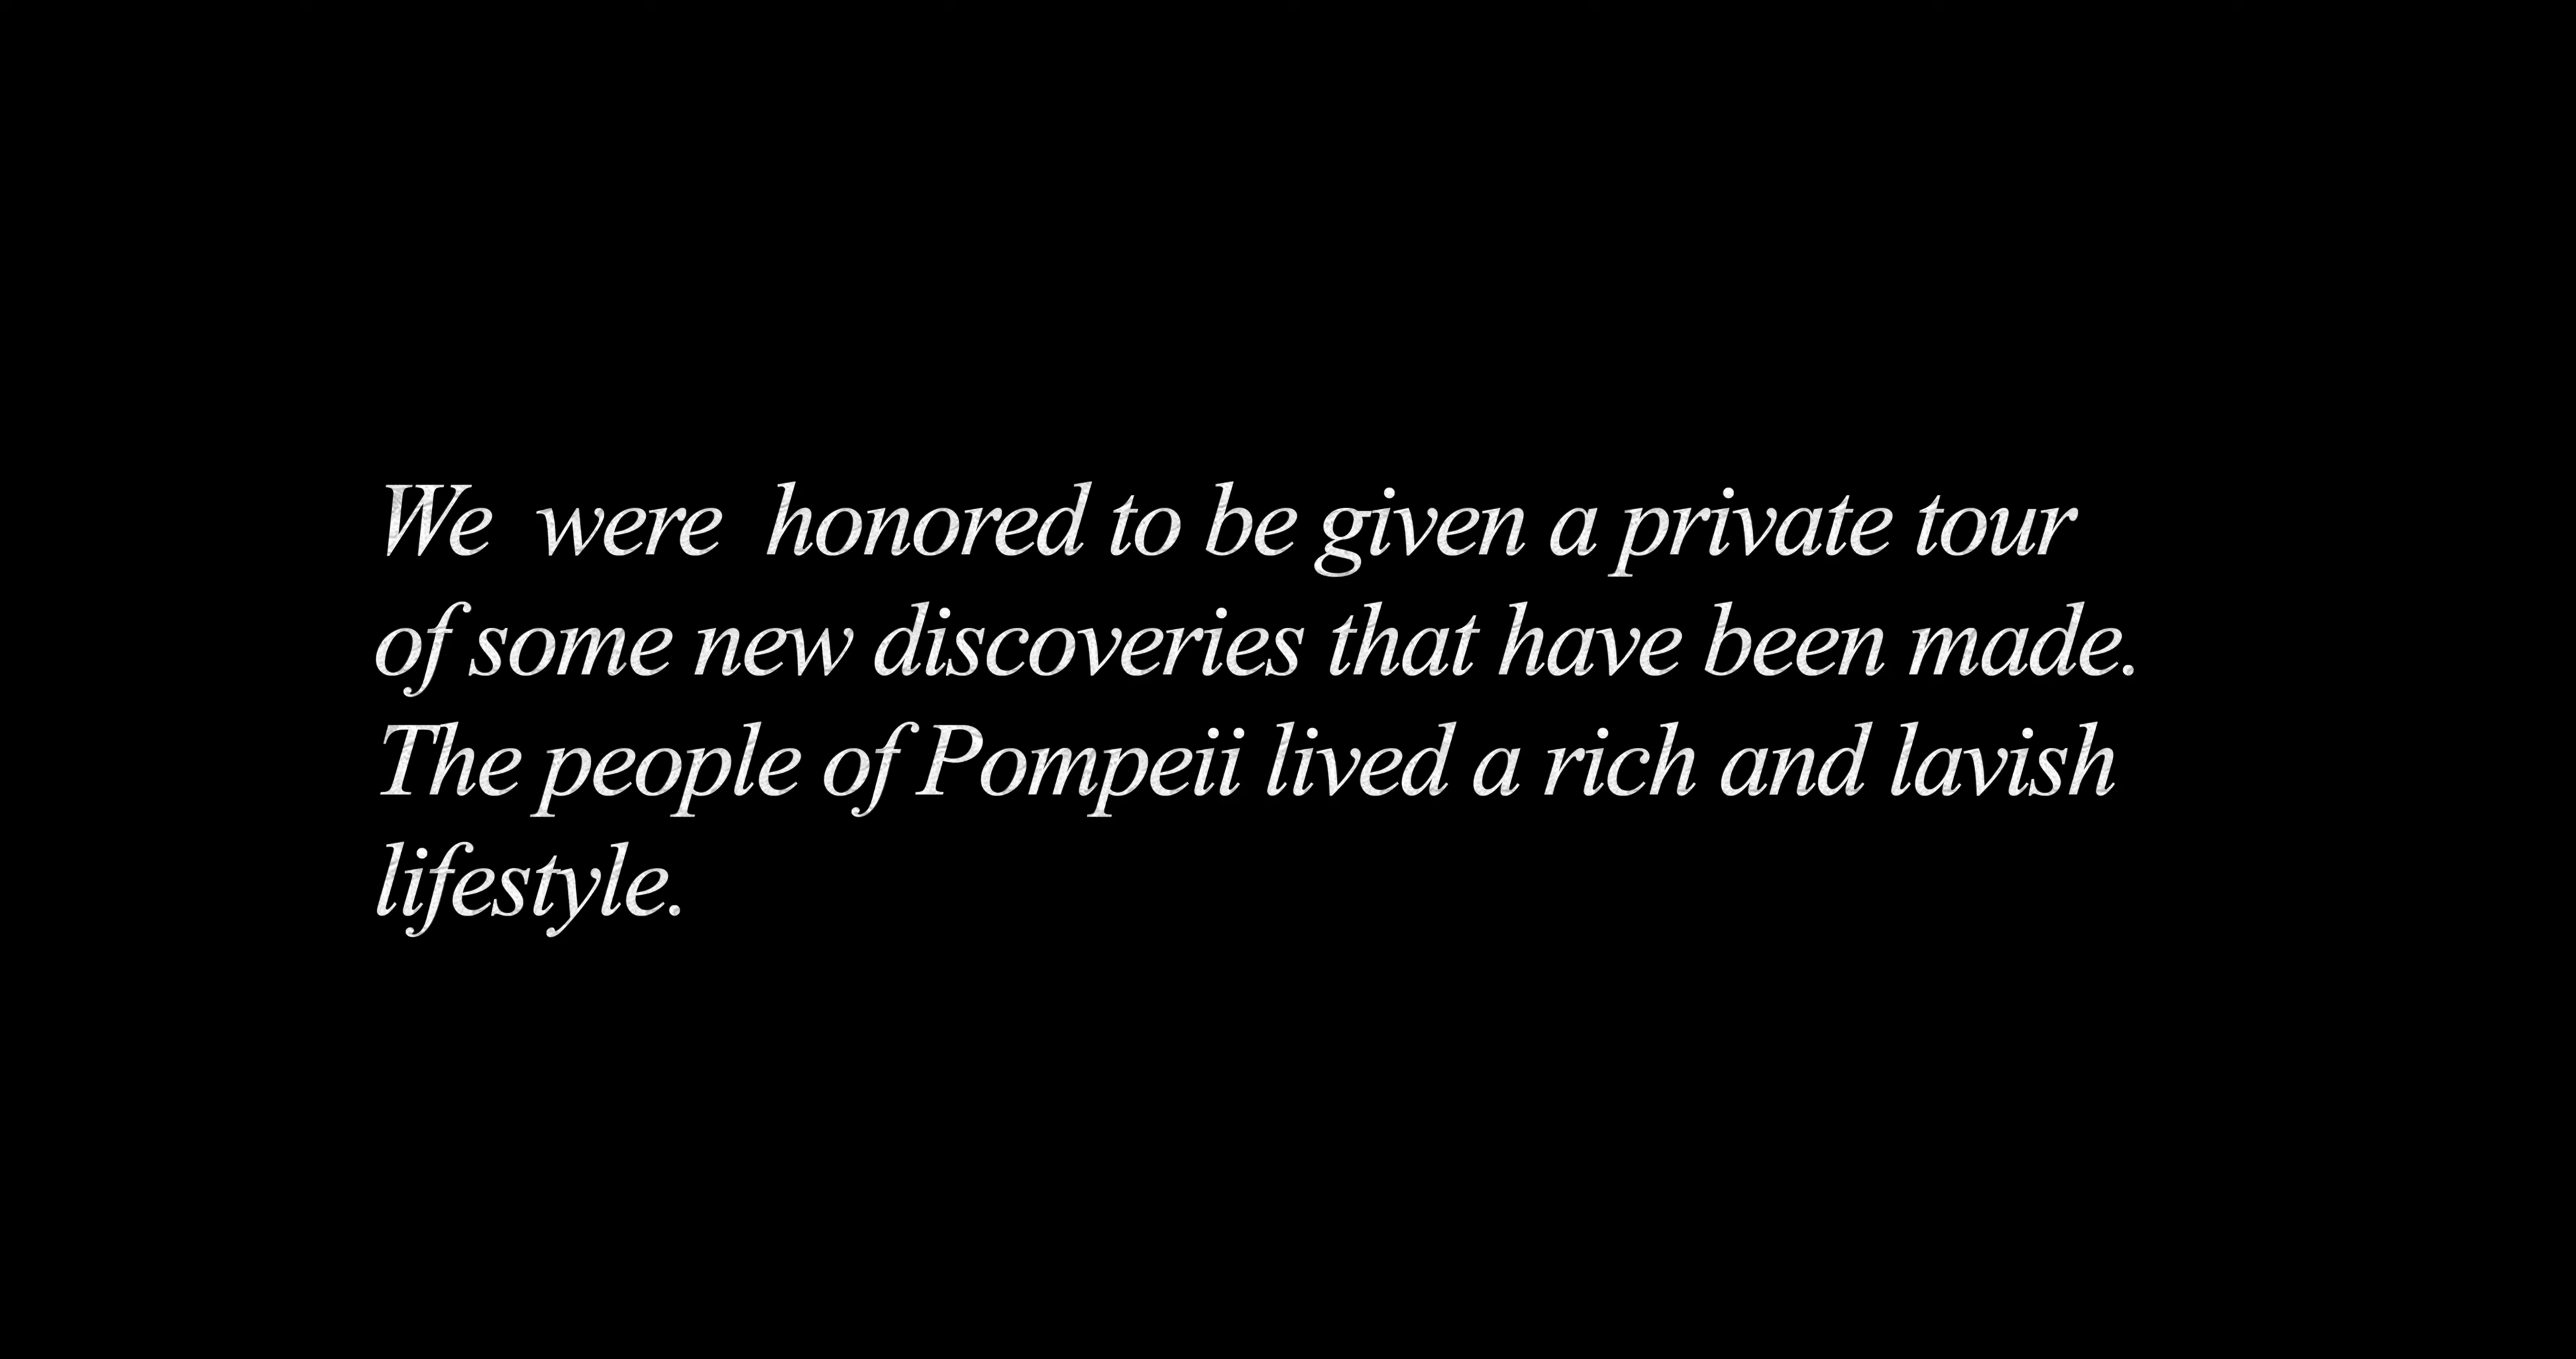 We were honored to be given a private tour
of some new discoveries that have been made.
The people of Pompeii lived a rich and lavish
lifestyle.